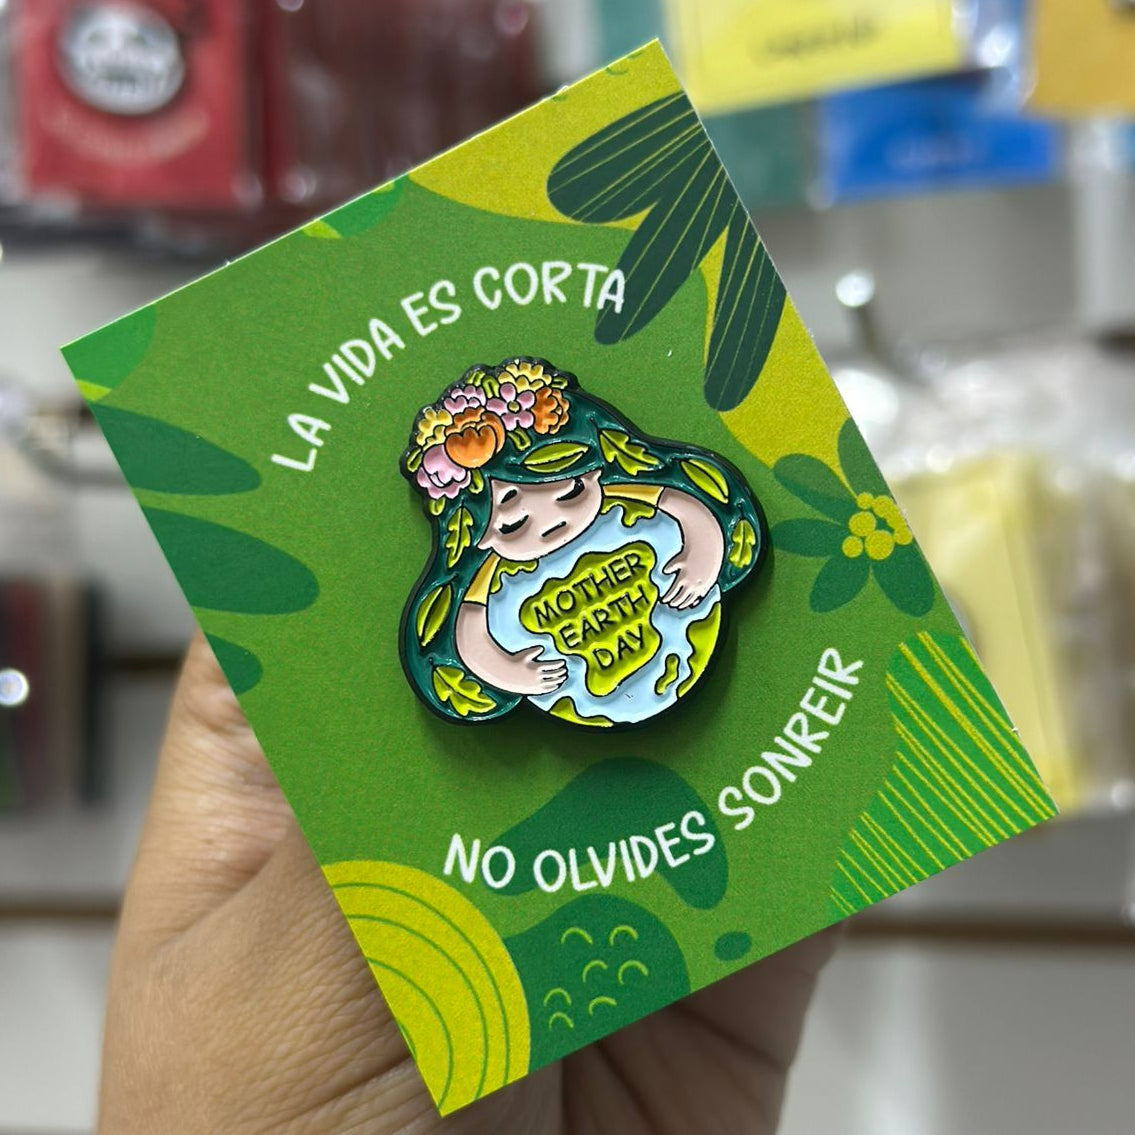 LA VIDA ES CORTA
MOTHER
EARTH
DAY
NO OLVIDES SONREIR